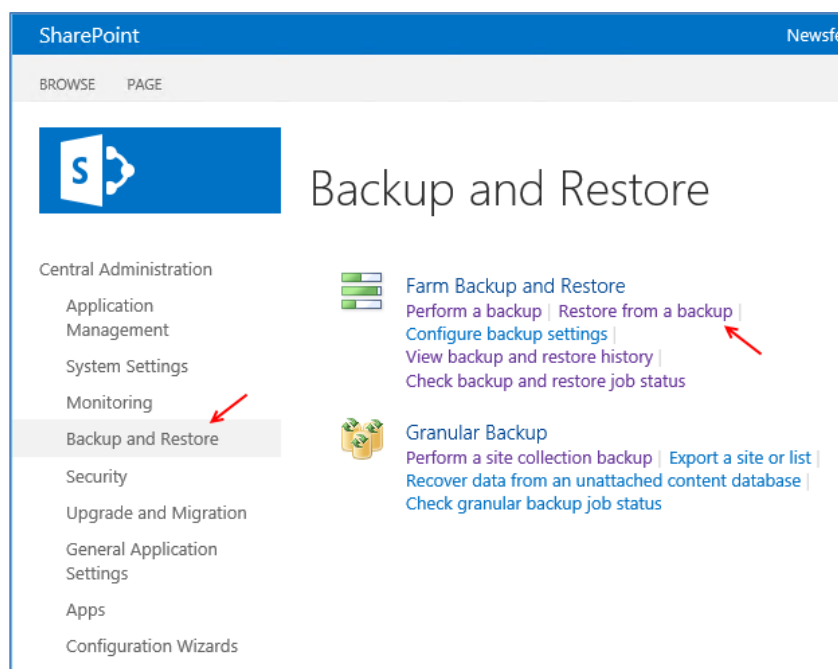 SharePoint
BROWSE PAGE
S
Backup and Restore
Central Administration
Application
Management
System Settings
Monitoring
Backup and Restore
Security
Upgrade and Migration
General Application
Settings
Apps
Configuration Wizards
Farm Backup and Restore
Perform a backup | Restore from a backup |
Configure backup settings |
View backup and restore history |
Check backup and restore job status
Granular Backup
Perform a site collection backup | Export a site or list |
Recover data from an unattached content database |
Check granular backup job status